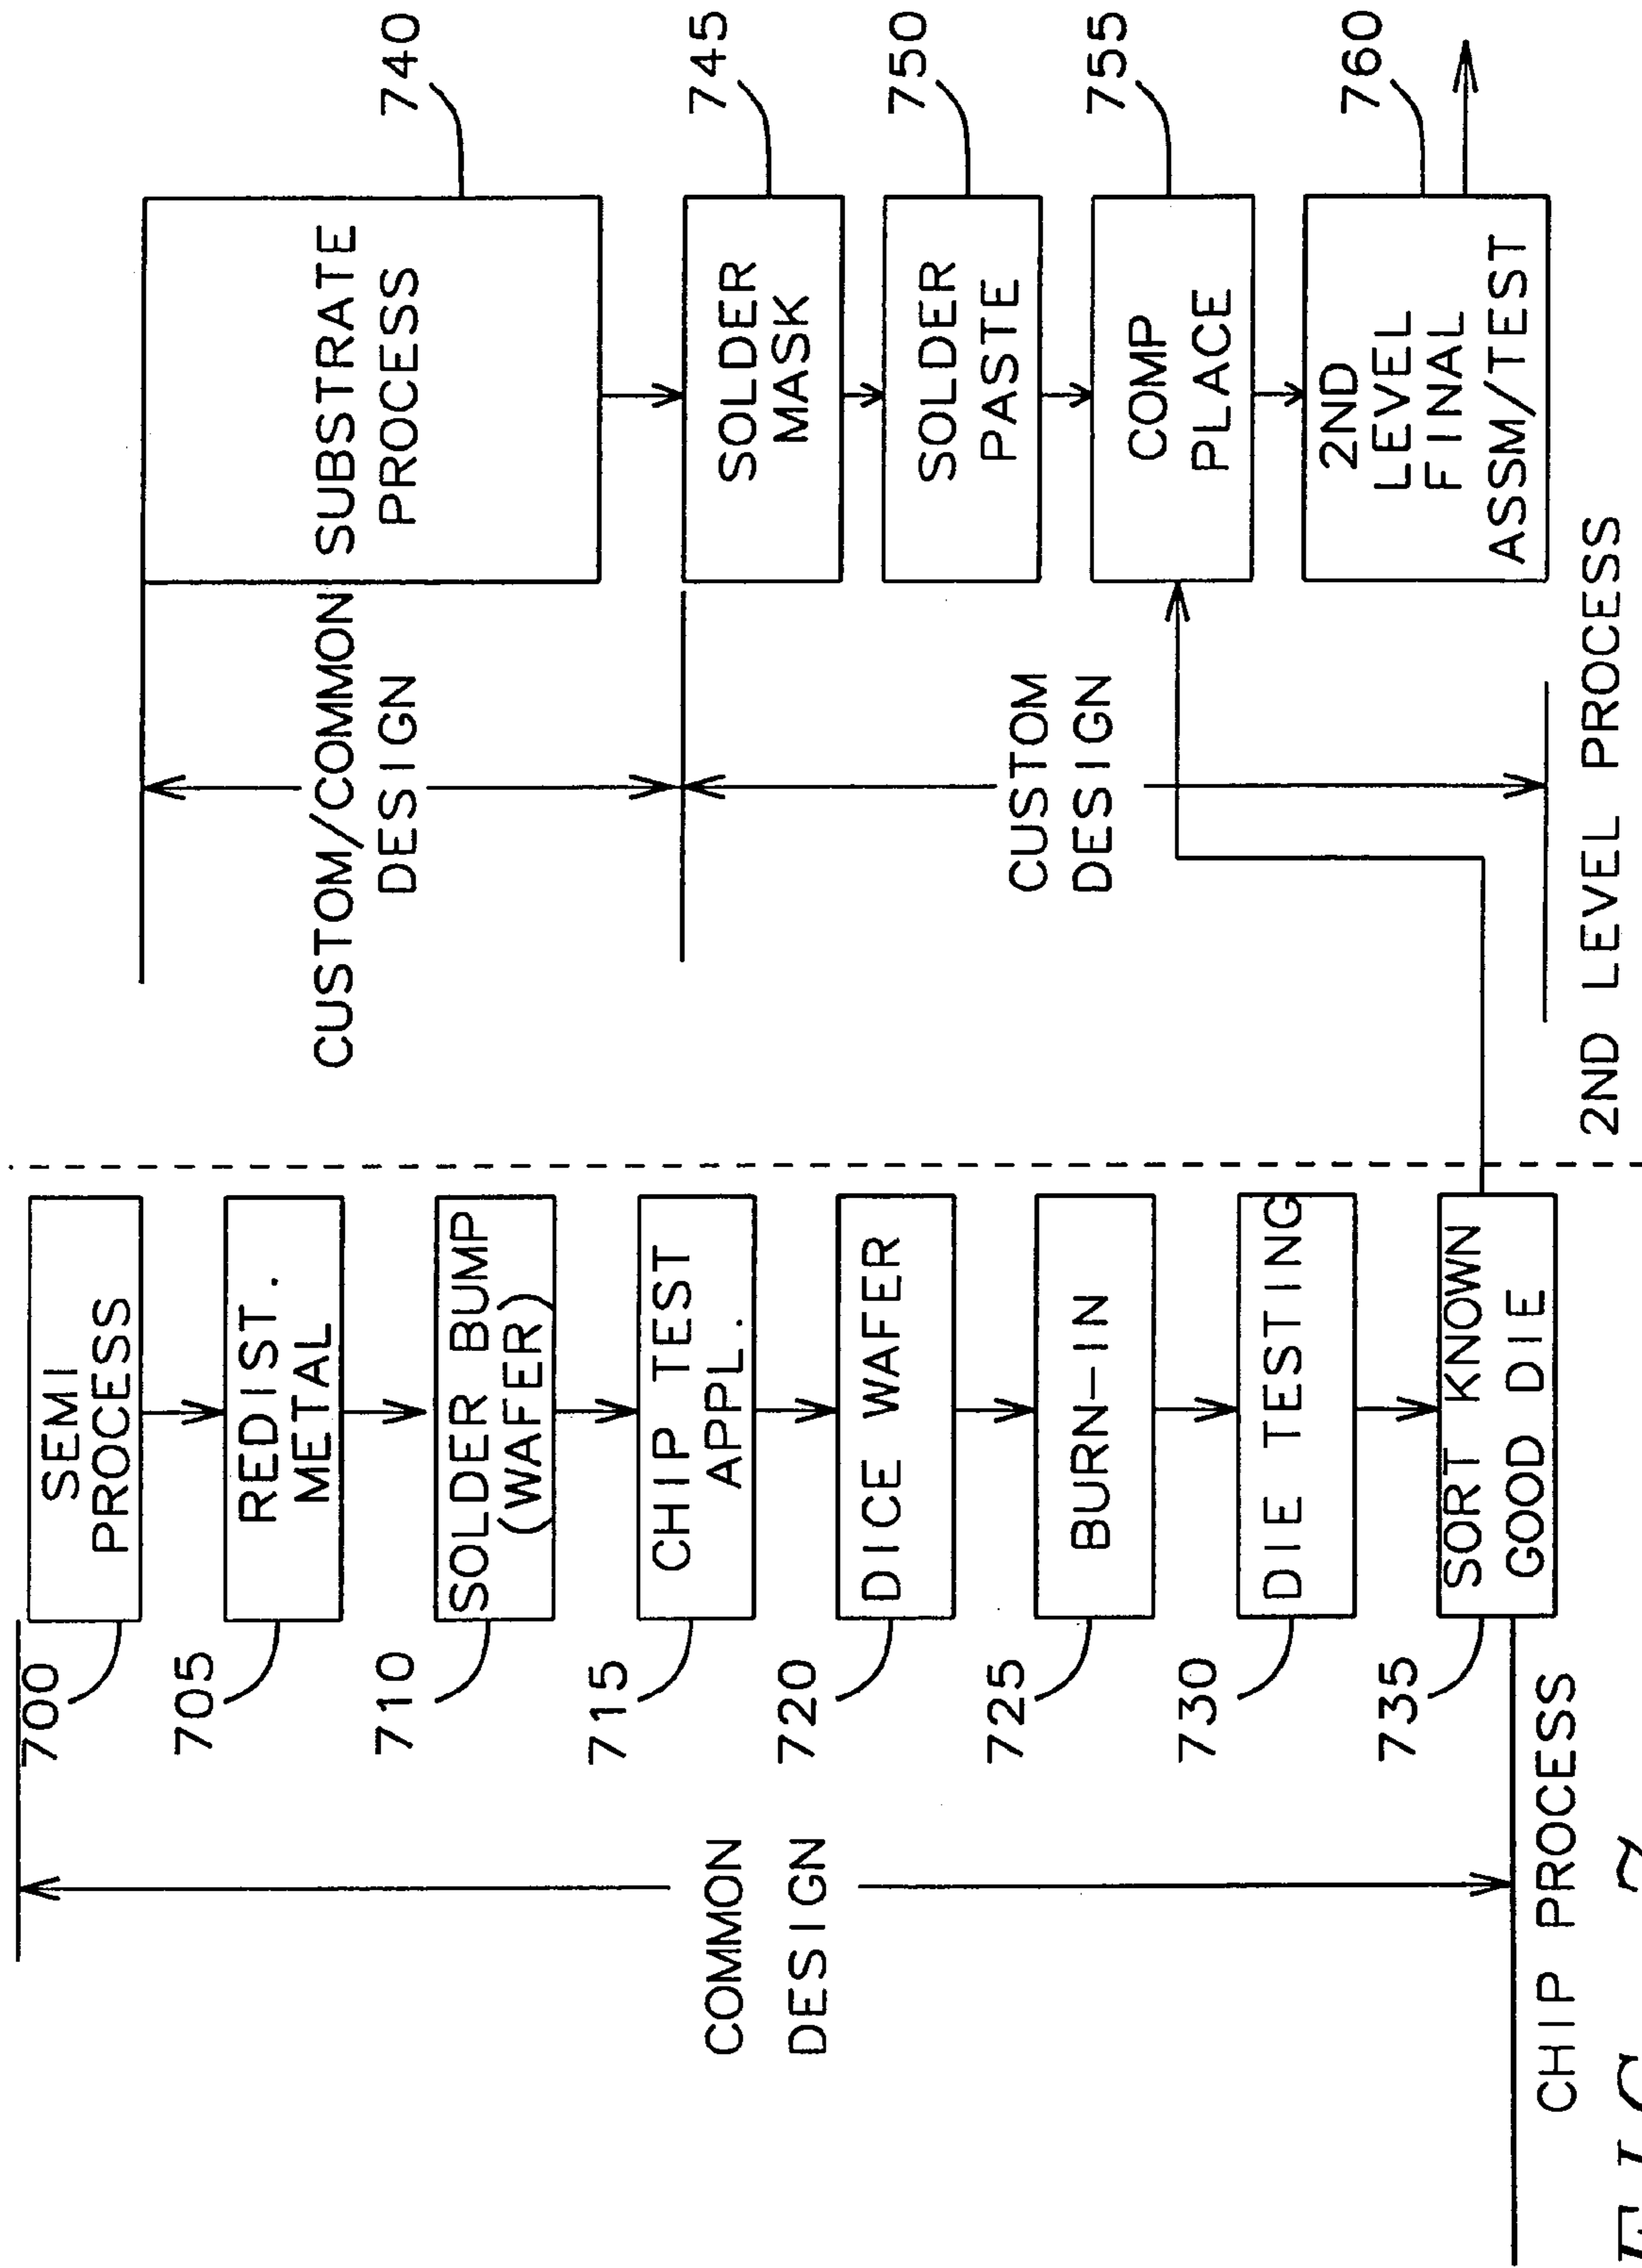 700
SEMI
PROCESS
705
REDIST.
METAL
710
SOLDER BUMP
(WAFER)
715
CHIP TEST
APPL.
720
DICE WAFER
725
BURN-IN
730
DIE TESTING
735
SORT KNOWN
GOOD DIE
COMMON
DESIGN
CHIP PROCESS
CUSTOM/COMMON
DESIGN
SUBSTRATE
PROCESS
740
SOLDER
MASK
745
SOLDER
PASTE
750
CUSTOM
DESIGN
COMP
PLACE
755
2ND
LEVEL
FINAL
ASSM/TEST
760
2ND LEVEL PROCESS